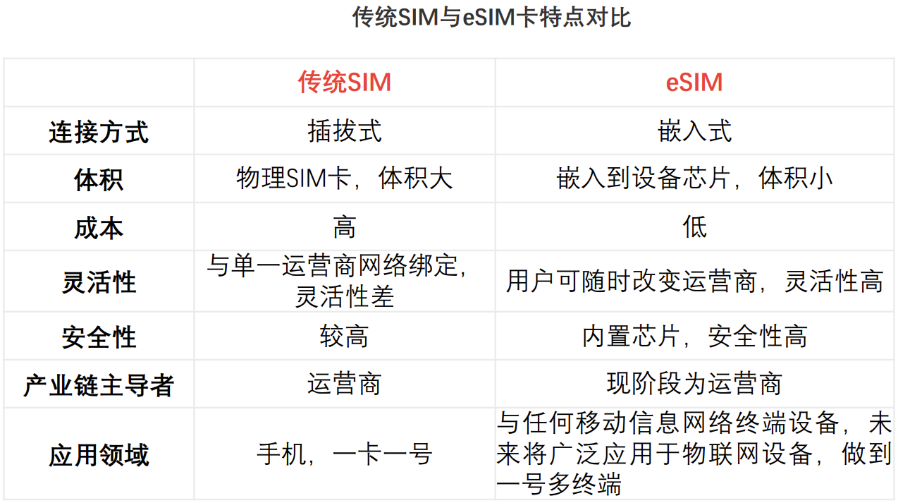 传统SIM与eSIM卡特点对比
传统SIM
eSIM
连接方式
插拔式
嵌入式
体积
物理SIM卡，体积大
嵌入到设备芯片，体积小
成本
高
低
灵活性
与单一运营商网络绑定，
灵活性差
用户可随时改变运营商，灵活性高
安全性
较高
内置芯片，安全性高
产业链主导者
运营商
现阶段为运营商
应用领域
手机，一卡一号
与任何移动信息网络终端设备，未
来将广泛应用于物联网设备，做到
一号多终端